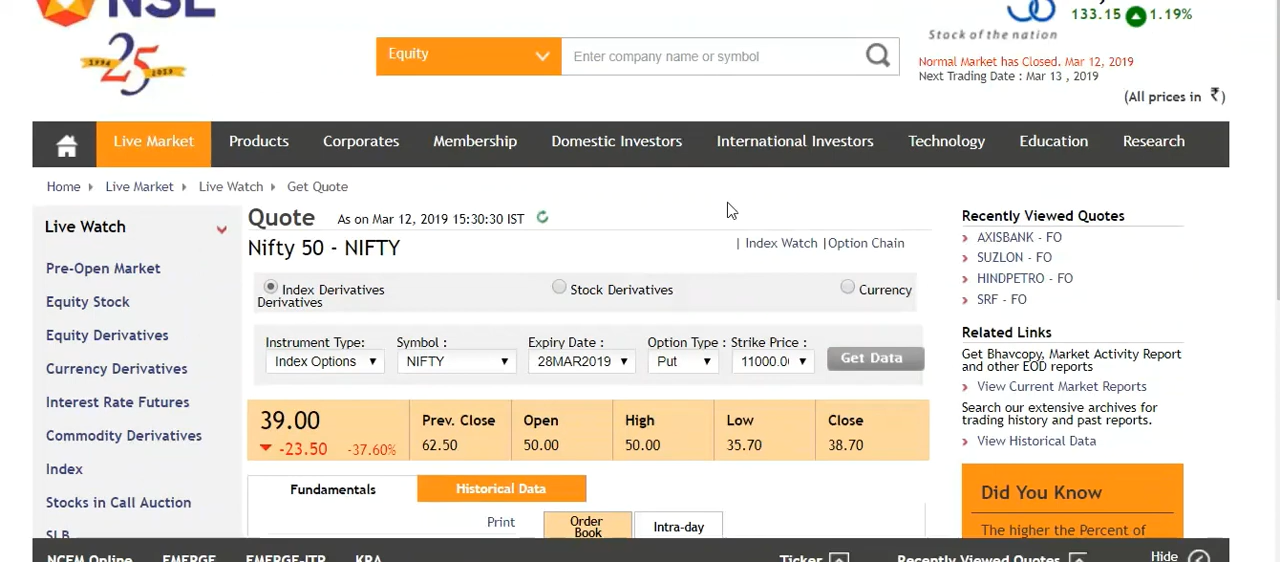 NSE
25
Equity
Enter company name or symbol
133.15 1.19%
Stock of the nation
Normal Market has Closed. Mar 12, 2019
Next Trading Date : Mar 13 , 2019
(All prices in ₹)
Live Market Products Corporates Membership Domestic Investors International Investors Technology Education Research
Home Live Market Live Watch Get Quote
Live Watch
Pre-Open Market
Equity Stock
Equity Derivatives
Currency Derivatives
Interest Rate Futures
Commodity Derivatives
Index
Stocks in Call Auction
SLB
Quote As on Mar 12, 2019 15:30:30 IST
Nifty 50 - NIFTY
| Index Watch |Option Chain
Index Derivatives Stock Derivatives Currency
Derivatives
Instrument Type: Symbol : Expiry Date : Option Type : Strike Price :
Index Options NIFTY 28MAR2019 Put 11000.0 Get Data
39.00 Prev. Close Open High Low Close
-23.50 -37.60% 62.50 50.00 50.00 35.70 38.70
Fundamentals Historical Data
Print Order Book Intra-day
Recently Viewed Quotes
AXISBANK - FO
SUZLON - FO
HINDPETRO - FO
SRF - FO
Related Links
Get Bhavcopy, Market Activity Report
and other EOD reports
View Current Market Reports
Search our extensive archives for
trading history and past reports.
View Historical Data
Did You Know
The higher the Percent of
NCFM Online EMERGE EMERGE-ITP KRA Ticker Recently Viewed Quotes Hide